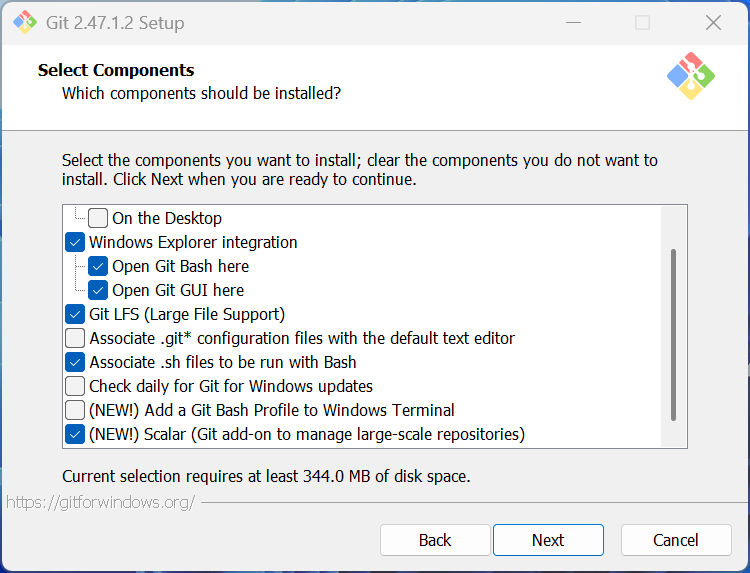 Git 2.47.1.2 Setup
Select Components
Which components should be installed?
Select the components you want to install; clear the components you do not want to
install. Click Next when you are ready to continue.
On the Desktop
Windows Explorer integration
Open Git Bash here
Open Git GUI here
Git LFS (Large File Support)
Associate .git* configuration files with the default text editor
Associate .sh files to be run with Bash
Check daily for Git for Windows updates
(NEW!) Add a Git Bash Profile to Windows Terminal
(NEW!) Scalar (Git add-on to manage large-scale repositories)
Current selection requires at least 344.0 MB of disk space.
https://gitforwindows.org/
Back Next Cancel